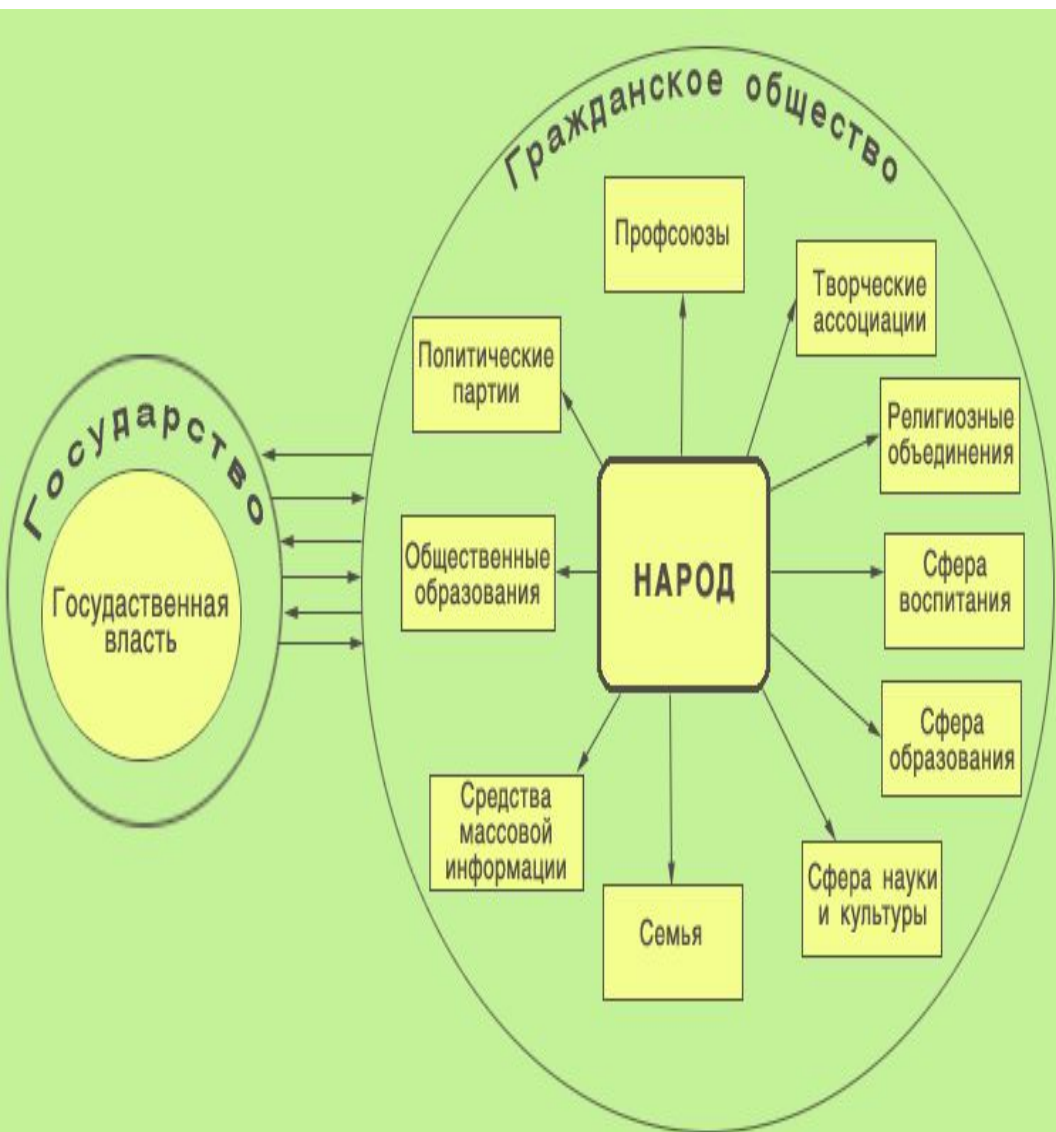 Гражданское общество
Профсоюзы
Творческие
ассоциации
Политические
партии
Религиозные
объединения
Государство
Госудаственная
власть
Общественные
образования
НАРОД
Сфера
воспитания
Сфера
образования
Средства
массовой
информации
Сфера науки
и культуры
Семья